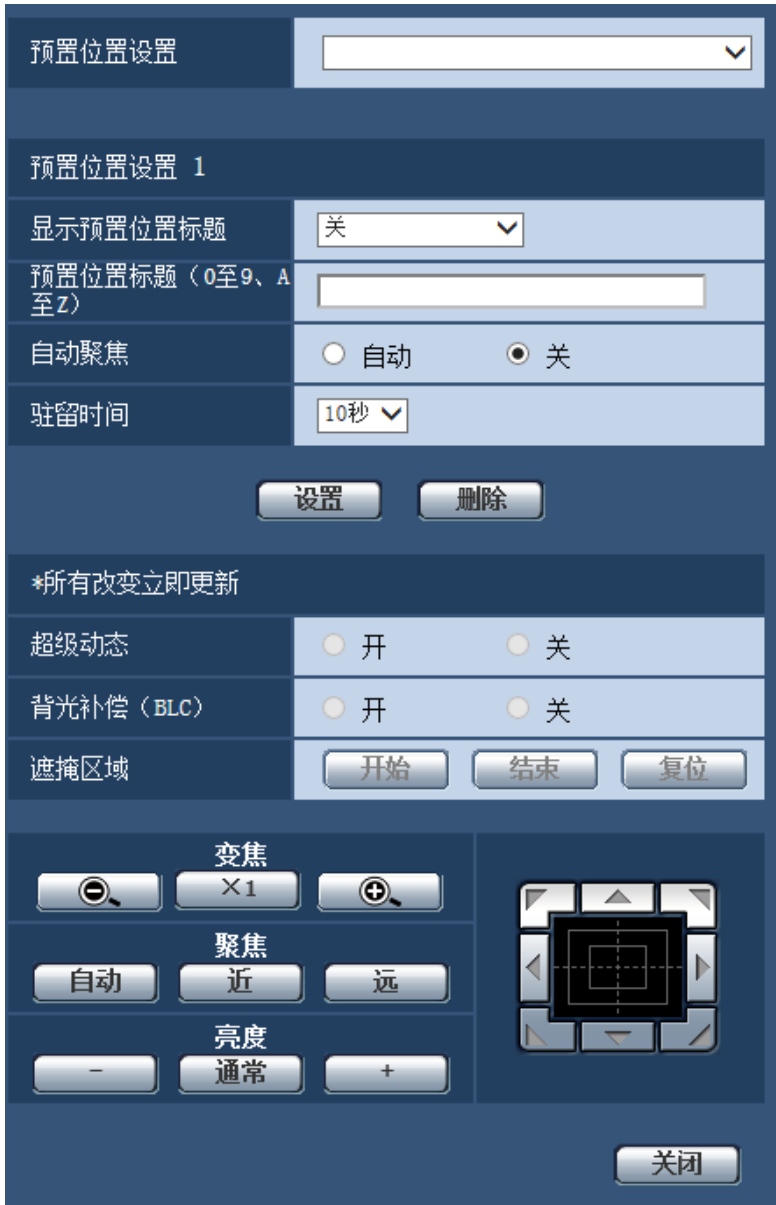 预置位置设置
预置位置设置 1
显示预置位置标题
关
预置位置标题（0至9、A
至Z）
自动聚焦
自动
关
驻留时间
10秒
设置
删除
*所有改变立即更新
超级动态
开
关
背光补偿（BLC）
开
关
遮掩区域
开始
结束
复位
变焦
×1
聚焦
自动
近
远
亮度
-
通常
+
关闭